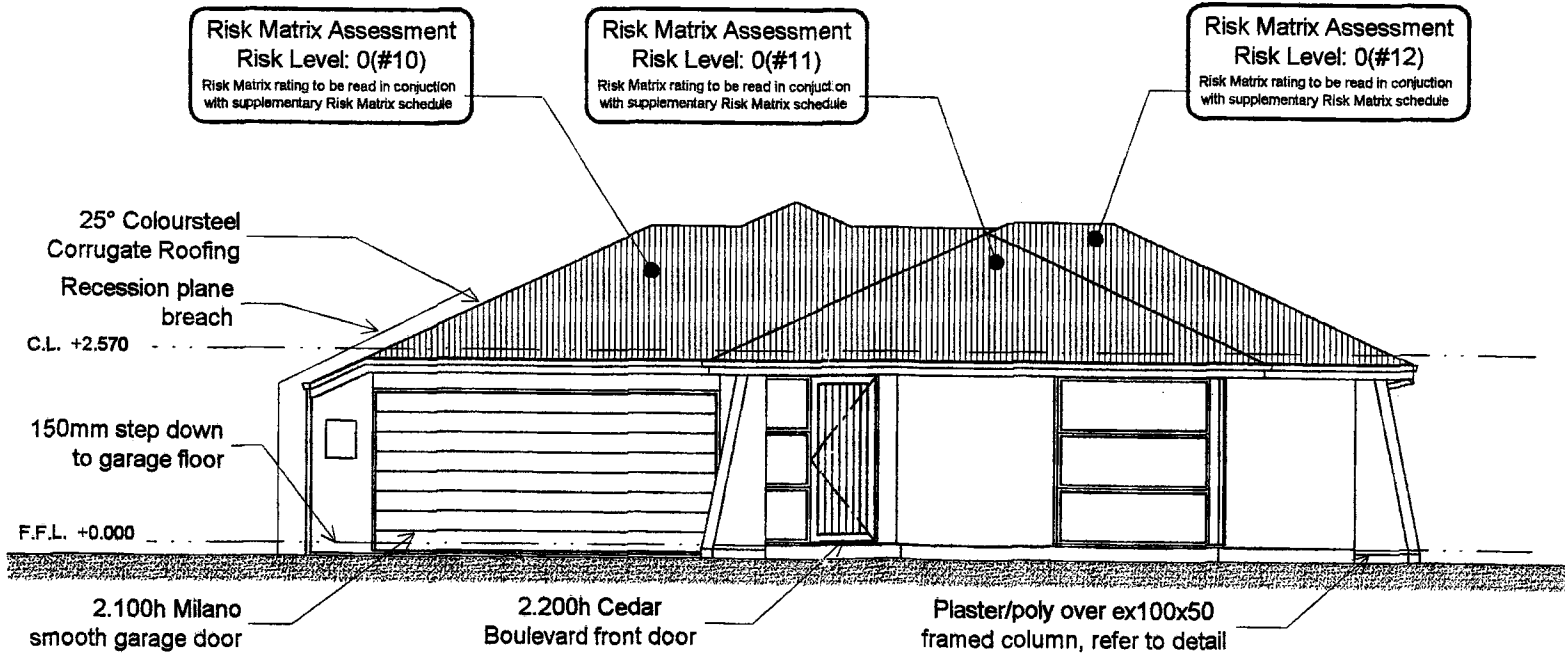 Risk Matrix Assessment
Risk Level: 0(#10)
Risk Matrix rating to be read in conjuction
with supplementary Risk Matrix schedule
Risk Matrix Assessment
Risk Level: 0(#11)
Risk Matrix rating to be read in conjuction
with supplementary Risk Matrix schedule
Risk Matrix Assessment
Risk Level: 0(#12)
Risk Matrix rating to be read in conjuction
with supplementary Risk Matrix schedule
25° Coloursteel
Corrugate Roofing
Recession plane
breach
C.L. +2.570
150mm step down
to garage floor
F.F.L. +0.000
2.100h Milano
smooth garage door
2.200h Cedar
Boulevard front door
Plaster/poly over ex100x50
framed column, refer to detail